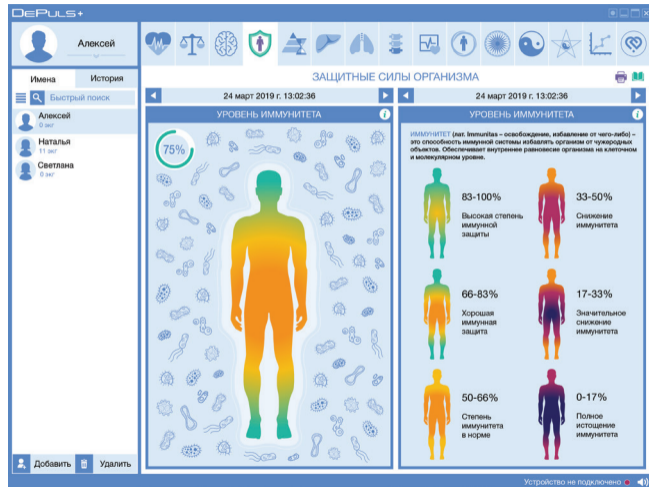 DEPULS+
Алексей
Имена
История
Быстрый поиск
Алексей
0 экг
Наталья
11 экг
Светлана
0 экг
Добавить
Удалить
ЗАЩИТНЫЕ СИЛЫ ОРГАНИЗМА
24 март 2019 г. 13:02:36
УРОВЕНЬ ИММУНИТЕТА
75%
24 март 2019 г. 13:02:36
УРОВЕНЬ ИММУНИТЕТА
ИММУНИТЕТ (лат. Immunitas – освобождение, избавление от чего-либо) –
это способность иммунной системы избавлять организм от чужеродных
объектов. Обеспечивает внутреннее равновесие организма на клеточном
и молекулярном уровне.
83-100%
Высокая степень
иммунной
защиты
33-50%
Снижение
иммунитета
66-83%
Хорошая
иммунная
защита
17-33%
Значительное
снижение
иммунитета
50-66%
Степень
иммунитета
в норме
0-17%
Полное
истощение
иммунитета
Устройство не подключено